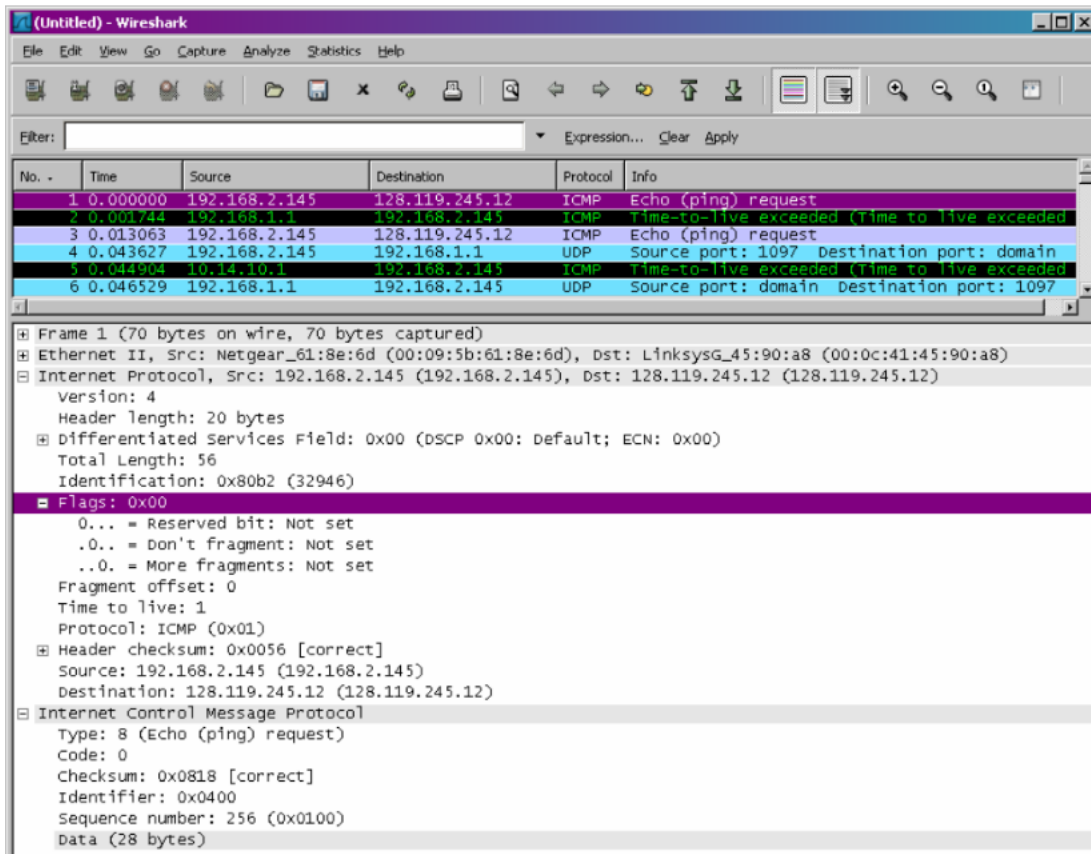 (Untitled) - Wireshark
File Edit View Go Capture Analyze Statistics Help
Filter: Expression... Clear Apply
No. - Time Source Destination Protocol Info
1 0.000000 192.168.2.145 128.119.245.12 ICMP Echo (ping) request
2 0.001744 192.168.1.1 192.168.2.145 ICMP Time-to-live exceeded (Time to live exceeded
3 0.013063 192.168.2.145 128.119.245.12 ICMP Echo (ping) request
4 0.043627 192.168.2.145 192.168.1.1 UDP Source port: 1097 Destination port: domain
5 0.044904 10.14.10.1 192.168.2.145 ICMP Time-to-live exceeded (Time to live exceeded
6 0.046529 192.168.1.1 192.168.2.145 UDP Source port: domain Destination port: 1097
Frame 1 (70 bytes on wire, 70 bytes captured)
Ethernet II, Src: Netgear_61:8e:6d (00:09:5b:61:8e:6d), Dst: LinksysG_45:90:a8 (00:0c:41:45:90:a8)
Internet Protocol, Src: 192.168.2.145 (192.168.2.145), Dst: 128.119.245.12 (128.119.245.12)
Version: 4
Header length: 20 bytes
Differentiated Services Field: 0x00 (DSCP 0x00: Default; ECN: 0x00)
Total Length: 56
Identification: 0x80b2 (32946)
Flags: 0x00
0... = Reserved bit: Not set
.0.. = Don't fragment: Not set
..0. = More fragments: Not set
Fragment offset: 0
Time to live: 1
Protocol: ICMP (0x01)
Header checksum: 0x0056 [correct]
Source: 192.168.2.145 (192.168.2.145)
Destination: 128.119.245.12 (128.119.245.12)
Internet Control Message Protocol
Type: 8 (Echo (ping) request)
Code: 0
Checksum: 0x0818 [correct]
Identifier: 0x0400
Sequence number: 256 (0x0100)
Data (28 bytes)